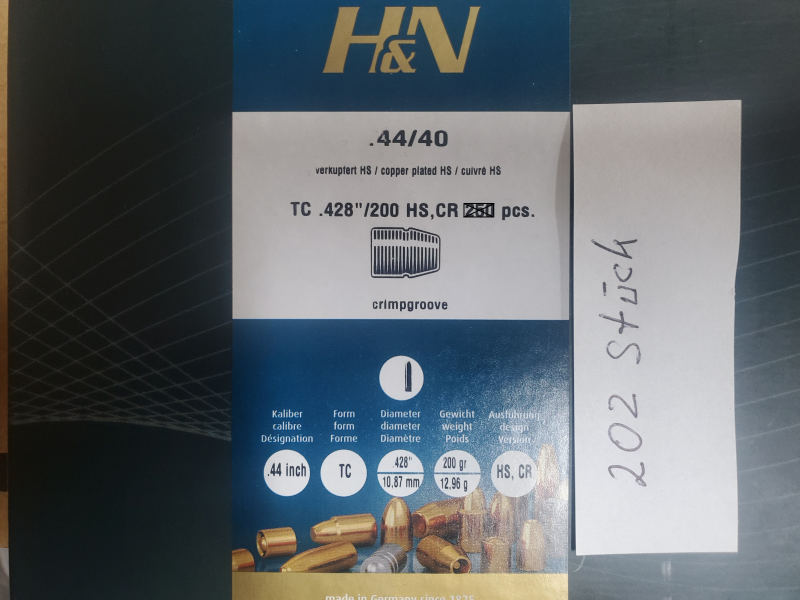 H&N
.44/40
verkupfert HS / copper plated HS / cuivré HS
TC .428"/200 HS,CR 250 pcs.
crimpgroove
Kaliber
calibre
Désignation
Form
form
Forme
Diameter
diameter
Diamètre
Gewicht
weight
Poids
Ausführung
design
Version
.44 inch
TC
.428"
10,87 mm
200 gr
12,96 g
HS, CR
made in Germany since 1825
202 Stück